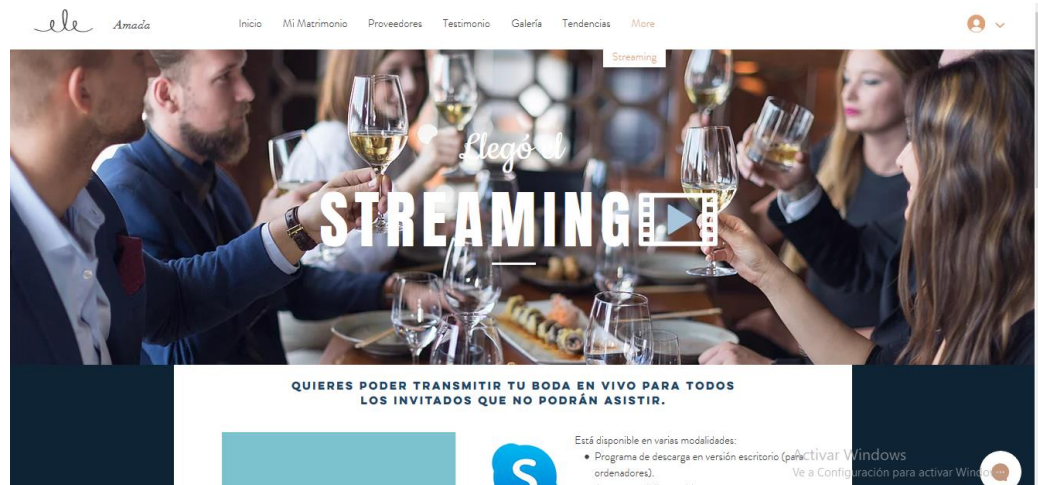 ele Amada
Inicio Mi Matrimonio Proveedores Testimonio Galería Tendencias More
Streaming
Llegó el
STREAMING
QUIERES PODER TRANSMITIR TU BODA EN VIVO PARA TODOS
LOS INVITADOS QUE NO PODRÁN ASISTIR.
Está disponible en varias modalidades:
Programa de descarga en versión escritorio (para
ordenadores).
S
Activar Windows
Ve a Configuración para activar Windo